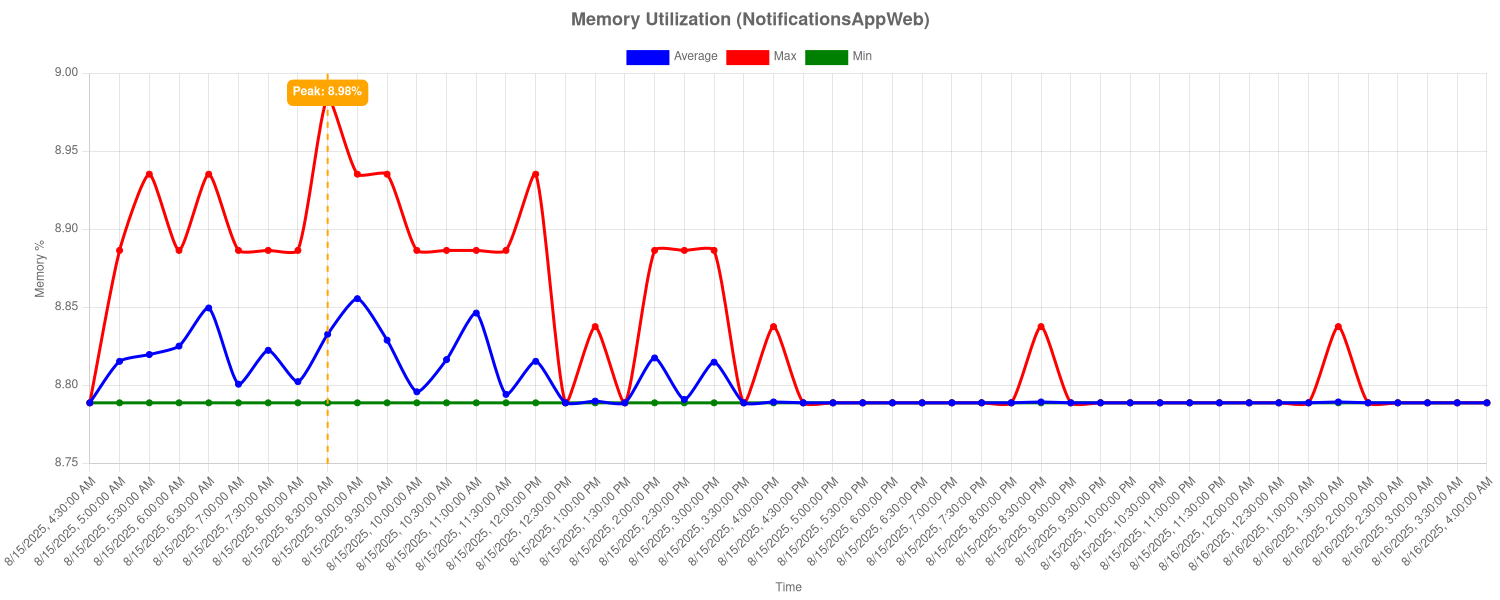 Memory Utilization (NotificationsAppWeb)
Average Max Min
9.00
Peak: 8.98%
8.95
8.90
8.85
8.80
8.75
Memory %
8/15/2025, 4:30:00 AM
8/15/2025, 5:00:00 AM
8/15/2025, 5:30:00 AM
8/15/2025, 6:00:00 AM
8/15/2025, 6:30:00 AM
8/15/2025, 7:00:00 AM
8/15/2025, 7:30:00 AM
8/15/2025, 8:00:00 AM
8/15/2025, 8:30:00 AM
8/15/2025, 9:00:00 AM
8/15/2025, 9:30:00 AM
8/15/2025, 10:00:00 AM
8/15/2025, 10:30:00 AM
8/15/2025, 11:00:00 AM
8/15/2025, 11:30:00 AM
8/15/2025, 12:00:00 PM
8/15/2025, 12:30:00 PM
8/15/2025, 1:00:00 PM
8/15/2025, 1:30:00 PM
8/15/2025, 2:00:00 PM
8/15/2025, 2:30:00 PM
8/15/2025, 3:00:00 PM
8/15/2025, 3:30:00 PM
8/15/2025, 4:00:00 PM
8/15/2025, 4:30:00 PM
8/15/2025, 5:00:00 PM
8/15/2025, 5:30:00 PM
8/15/2025, 6:00:00 PM
8/15/2025, 6:30:00 PM
8/15/2025, 7:00:00 PM
8/15/2025, 7:30:00 PM
8/15/2025, 8:00:00 PM
8/15/2025, 8:30:00 PM
8/15/2025, 9:00:00 PM
8/15/2025, 9:30:00 PM
8/15/2025, 10:00:00 PM
8/15/2025, 10:30:00 PM
8/15/2025, 11:00:00 PM
8/15/2025, 11:30:00 PM
8/16/2025, 12:00:00 AM
8/16/2025, 12:30:00 AM
8/16/2025, 1:00:00 AM
8/16/2025, 1:30:00 AM
8/16/2025, 2:00:00 AM
8/16/2025, 2:30:00 AM
8/16/2025, 3:00:00 AM
8/16/2025, 3:30:00 AM
8/16/2025, 4:00:00 AM
Time